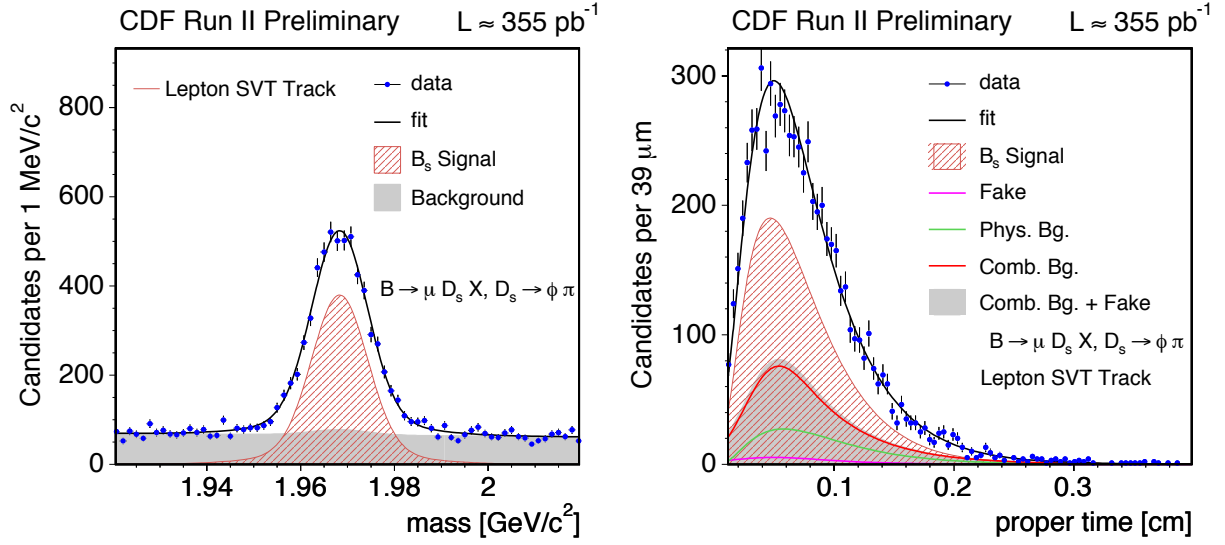 CDF Run II Preliminary L ≈ 355 pb⁻¹
Candidates per 1 MeV/c²
800
600
400
200
0
1.94 1.96 1.98 2
mass [GeV/c²]
Lepton SVT Track
data
fit
Bₛ Signal
Background
B → μ Dₛ X, Dₛ → φ π
CDF Run II Preliminary L ≈ 355 pb⁻¹
Candidates per 39 μm
300
200
100
0
0.1 0.2 0.3
proper time [cm]
data
fit
Bₛ Signal
Fake
Phys. Bg.
Comb. Bg.
Comb. Bg. + Fake
B → μ Dₛ X, Dₛ → φ π
Lepton SVT Track